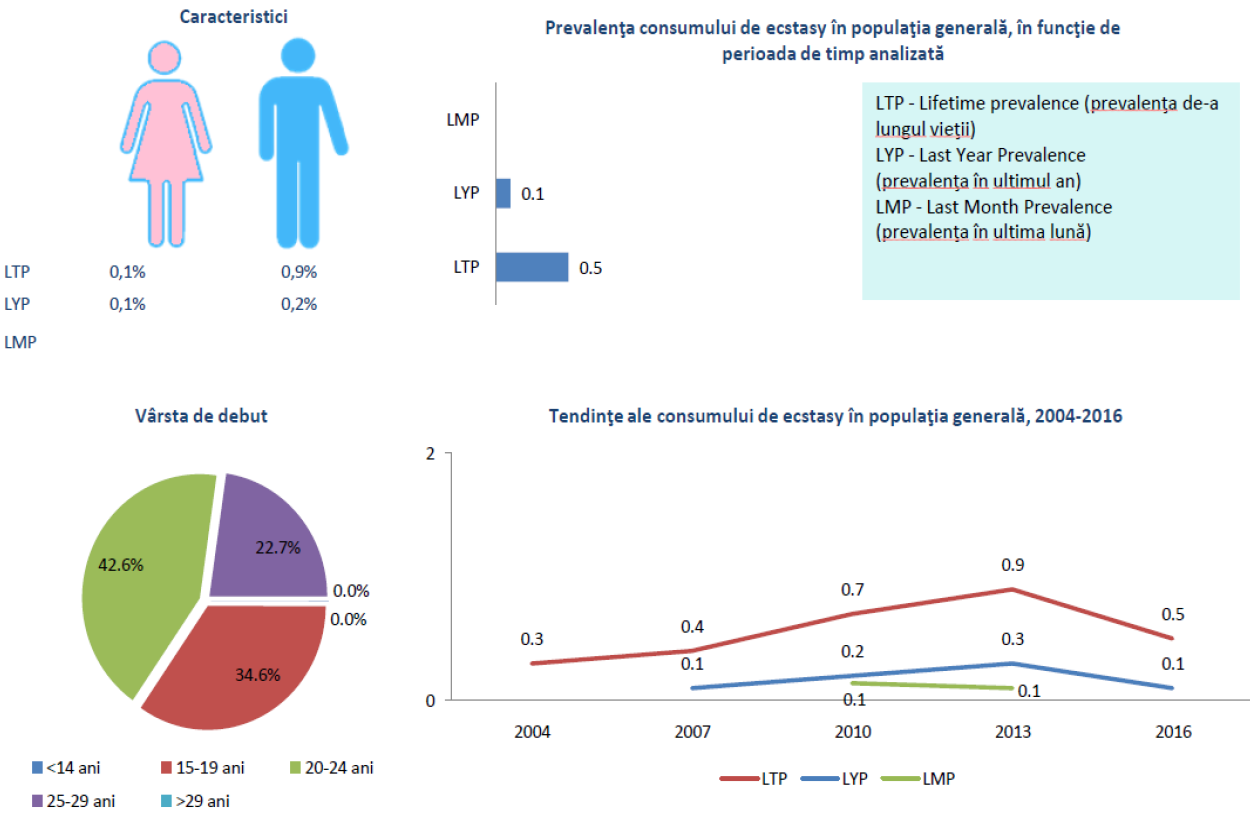 Caracteristici
LTP 0,1% 0,9%
LYP 0,1% 0,2%
LMP
Prevalența consumului de ecstasy în populația generală, în funcție de
perioada de timp analizată
LMP
LYP 0.1
LTP 0.5
LTP - Lifetime prevalence (prevalența de-a
lungul vieții)
LYP - Last Year Prevalence
(prevalența în ultimul an)
LMP - Last Month Prevalence
(prevalența în ultima lună)
Vârsta de debut
42.6%
22.7%
0.0%
0.0%
34.6%
<14 ani 15-19 ani 20-24 ani
25-29 ani >29 ani
Tendințe ale consumului de ecstasy în populația generală, 2004-2016
2
0.9
0.7
0.5
0.4
0.3
0.3
0.2
0.1
0.1
0.1
0.1
0
2004 2007 2010 2013 2016
LTP LYP LMP